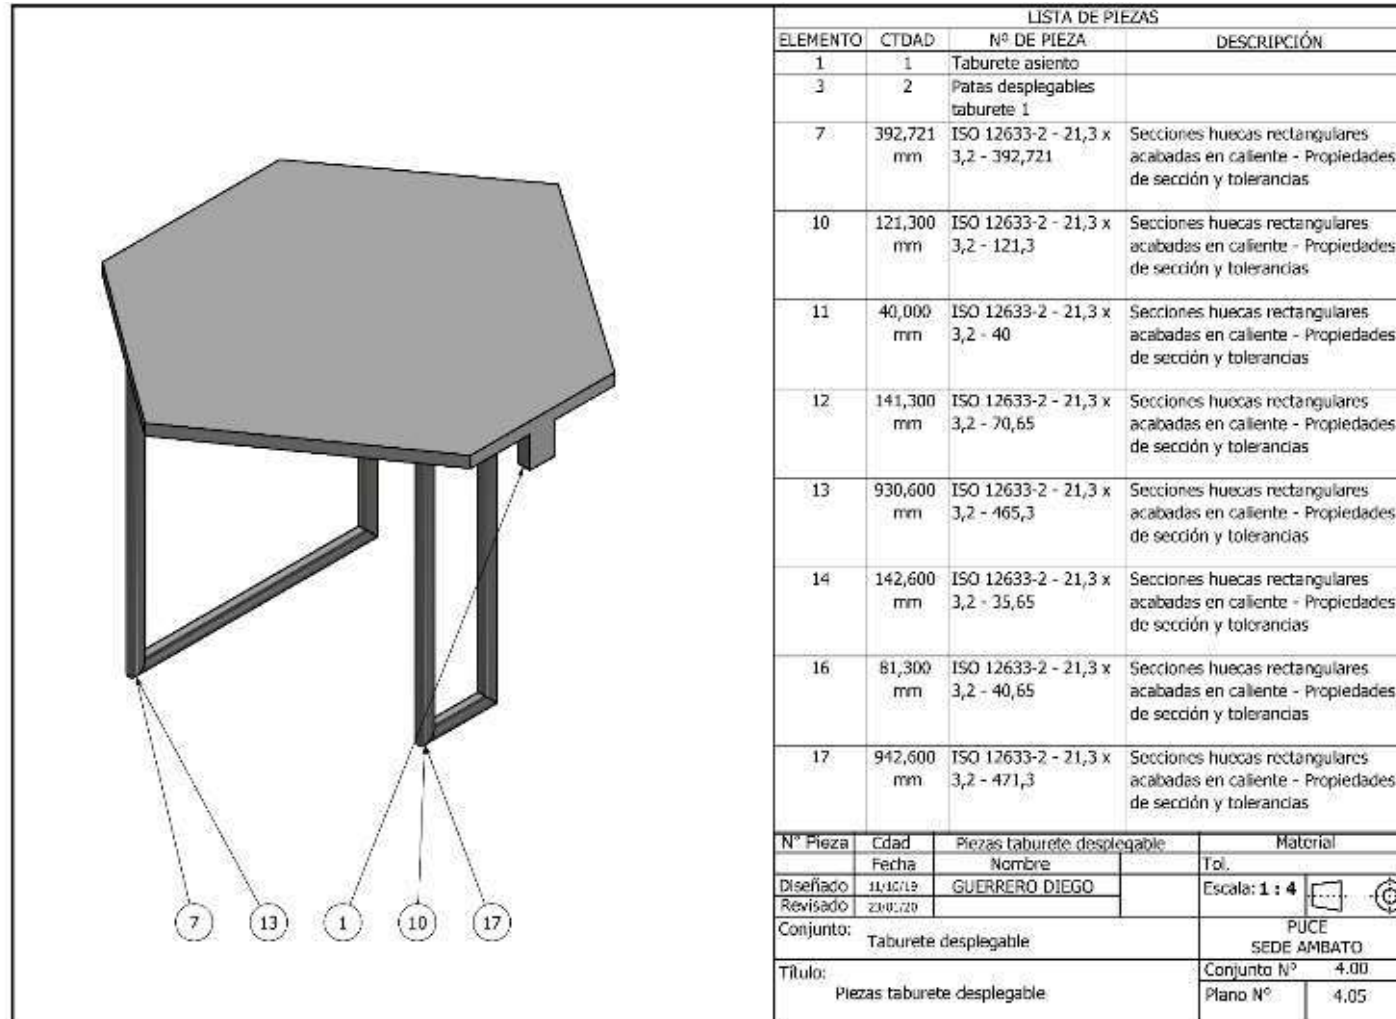 LISTA DE PIEZAS
ELEMENTO CTDAD Nº DE PIEZA DESCRIPCIÓN
1 1 Taburete asiento
3 2 Patas desplegables
taburete 1
7 392,721 ISO 12633-2 - 21,3 x Secciones huecas rectangulares
mm 3,2 - 392,721 acabadas en caliente - Propiedades
de sección y tolerancias
10 121,300 ISO 12633-2 - 21,3 x Secciones huecas rectangulares
mm 3,2 - 121,3 acabadas en caliente - Propiedades
de sección y tolerancias
11 40,000 ISO 12633-2 - 21,3 x Secciones huecas rectangulares
mm 3,2 - 40 acabadas en caliente - Propiedades
de sección y tolerancias
12 141,300 ISO 12633-2 - 21,3 x Secciones huecas rectangulares
mm 3,2 - 70,65 acabadas en caliente - Propiedades
de sección y tolerancias
13 930,600 ISO 12633-2 - 21,3 x Secciones huecas rectangulares
mm 3,2 - 465,3 acabadas en caliente - Propiedades
de sección y tolerancias
14 142,600 ISO 12633-2 - 21,3 x Secciones huecas rectangulares
mm 3,2 - 35,65 acabadas en caliente - Propiedades
de sección y tolerancias
16 81,300 ISO 12633-2 - 21,3 x Secciones huecas rectangulares
mm 3,2 - 40,65 acabadas en caliente - Propiedades
de sección y tolerancias
17 942,600 ISO 12633-2 - 21,3 x Secciones huecas rectangulares
mm 3,2 - 471,3 acabadas en caliente - Propiedades
de sección y tolerancias
7 13 1 10 17
N° Pieza Cdad Piezas taburete desplegable Material
Fecha Nombre Tol.
Diseñado 11/10/19 GUERRERO DIEGO Escala: 1 : 4
Revisado 23/01/20
Conjunto: Taburete desplegable
PUCE
SEDE AMBATO
Título: Piezas taburete desplegable
Conjunto Nº 4.00
Plano Nº 4.05